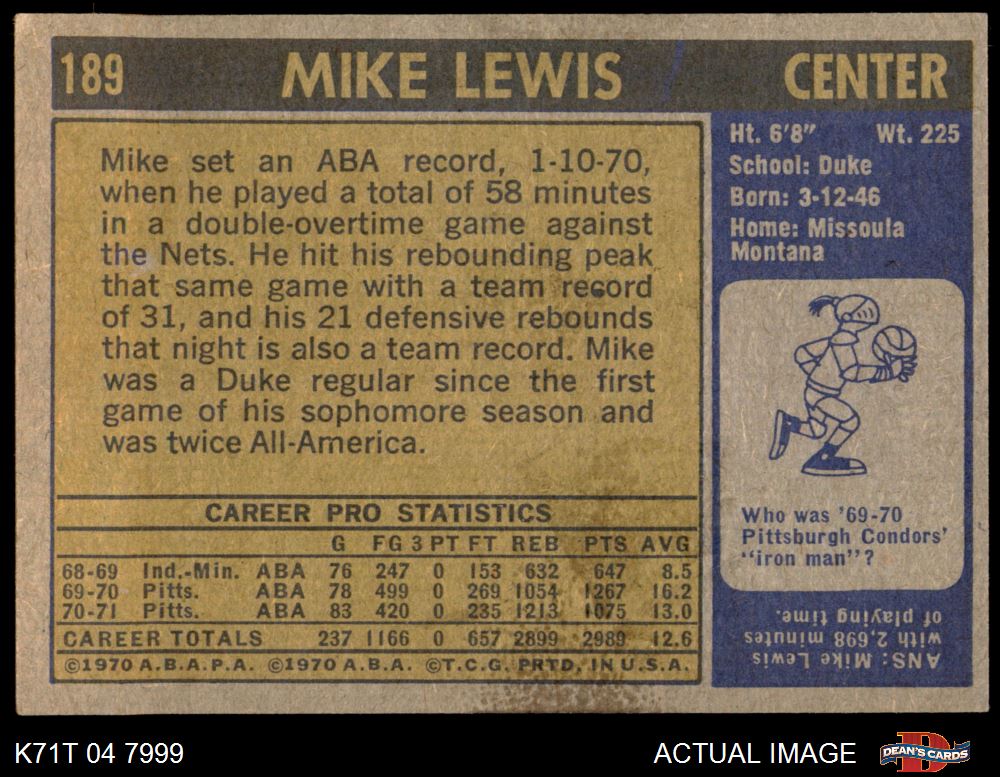 189 MIKE LEWIS CENTER
Mike set an ABA record, 1-10-70,
when he played a total of 58 minutes
in a double-overtime game against
the Nets. He hit his rebounding peak
that same game with a team record
of 31, and his 21 defensive rebounds
that night is also a team record. Mike
was a Duke regular since the first
game of his sophomore season and
was twice All-America.
CAREER PRO STATISTICS
G FG 3PT FT REB PTS AVG
68-69 Ind.-Min. ABA 76 247 0 153 632 647 8.5
69-70 Pitts. ABA 78 499 0 269 1054 1267 16.2
70-71 Pitts. ABA 83 420 0 235 1213 1075 13.0
CAREER TOTALS 237 1166 0 657 2899 2989 12.6
©1970 A.B.A.P.A. ©1970 A.B.A. ©T.C.G. PRTD. IN U.S.A.
Ht. 6'8" Wt. 225
School: Duke
Born: 3-12-46
Home: Missoula
Montana
Who was '69-70
Pittsburgh Condors'
"iron man"?
ANS: Mike Lewis
with 2,698 minutes
of playing time.
K71T 04 7999
ACTUAL IMAGE
DEAN'S CARDS